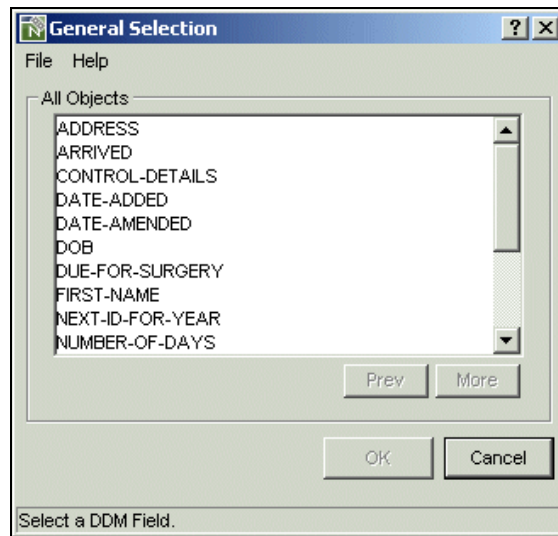 General Selection
File Help
All Objects
ADDRESS
ARRIVED
CONTROL-DETAILS
DATE-ADDED
DATE-AMENDED
DOB
DUE-FOR-SURGERY
FIRST-NAME
NEXT-ID-FOR-YEAR
NUMBER-OF-DAYS
Prev More
OK Cancel
Select a DDM Field.